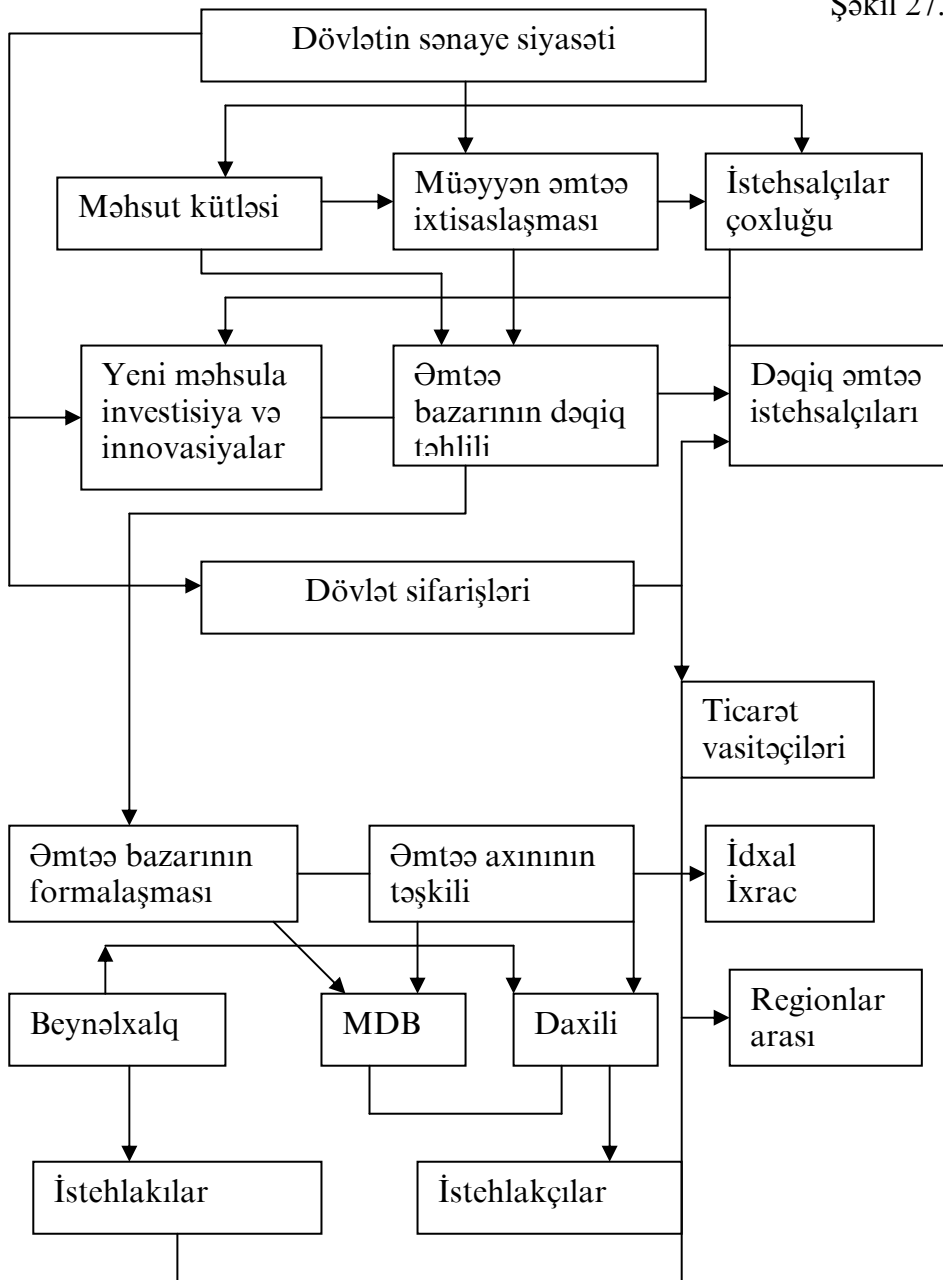 Şəkil 27.
Dövlətin sənaye siyasəti
Məhsut kütləsi
Müəyyən əmtəə
ixtisaslaşması
İstehsalçılar
çoxluğu
Yeni məhsula
investisiya və
innovasiyalar
Əmtəə
bazarının dəqiq
təhlili
Dəqiq əmtəə
istehsalçıları
Dövlət sifarişləri
Ticarət
vasitəçiləri
Əmtəə bazarının
formalaşması
Əmtəə axınının
təşkili
İdxal
İxrac
Beynəlxalq
MDB
Daxili
Regionlar
arası
İstehlakılar
İstehlakçılar